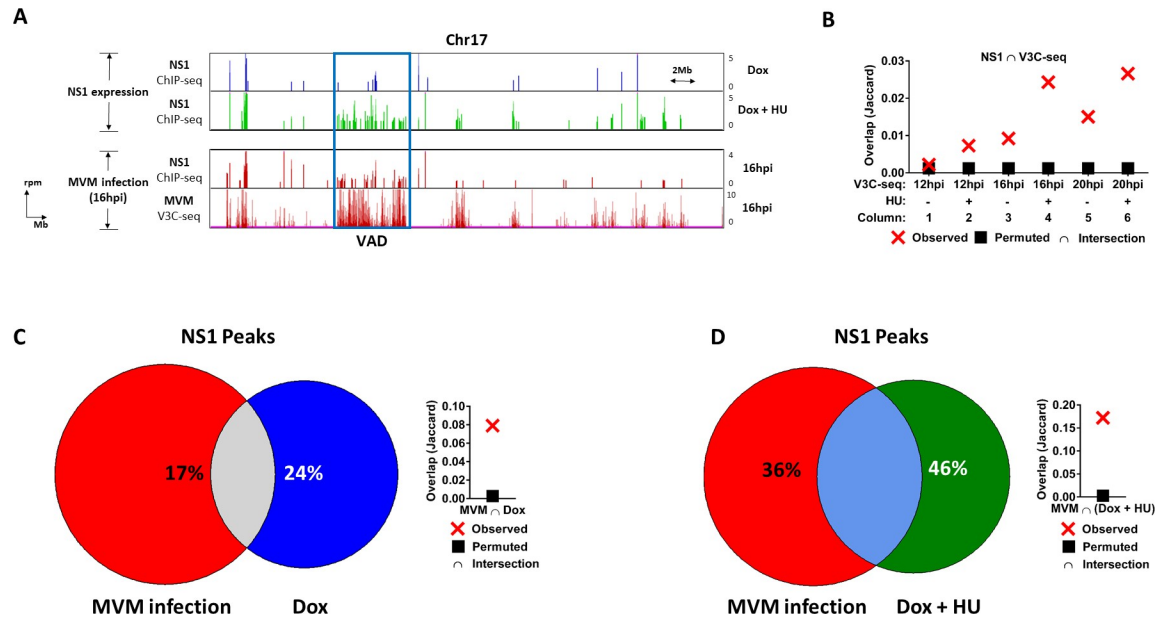 A
Chr17
NS1 expression
NS1
ChIP-seq
5
0
2Mb
Dox
NS1
ChIP-seq
5
0
Dox + HU
MVM infection
(16hpi)
NS1
ChIP-seq
4
0
16hpi
MVM
V3C-seq
10
0
16hpi
rpm
Mb
VAD
B
NS1 ∩ V3C-seq
Overlap (Jaccard)
0.03
0.02
0.01
0.00
V3C-seq: 12hpi 12hpi 16hpi 16hpi 20hpi 20hpi
HU: - + - + - +
Column: 1 2 3 4 5 6
Observed Permuted ∩ Intersection
C
NS1 Peaks
17%
24%
MVM infection
Dox
Overlap (Jaccard)
0.10
0.08
0.06
0.04
0.02
0.00
MVM ∩ Dox
Observed
Permuted
∩ Intersection
D
NS1 Peaks
36%
46%
MVM infection
Dox + HU
Overlap (Jaccard)
0.20
0.15
0.10
0.05
0.00
MVM ∩ (Dox + HU)
Observed
Permuted
∩ Intersection